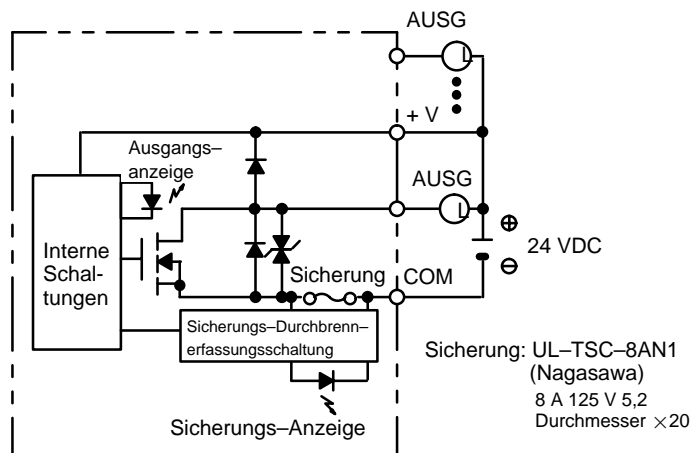 AUSG
L
+ V
Ausgangs–
anzeige
AUSG
L
Interne
Schal-
tungen
24 VDC
Sicherung
COM
Sicherungs–Durchbrenn–
erfassungsschaltung
Sicherung: UL–TSC–8AN1
(Nagasawa)
8 A 125 V 5,2
Durchmesser ×20
Sicherungs–Anzeige